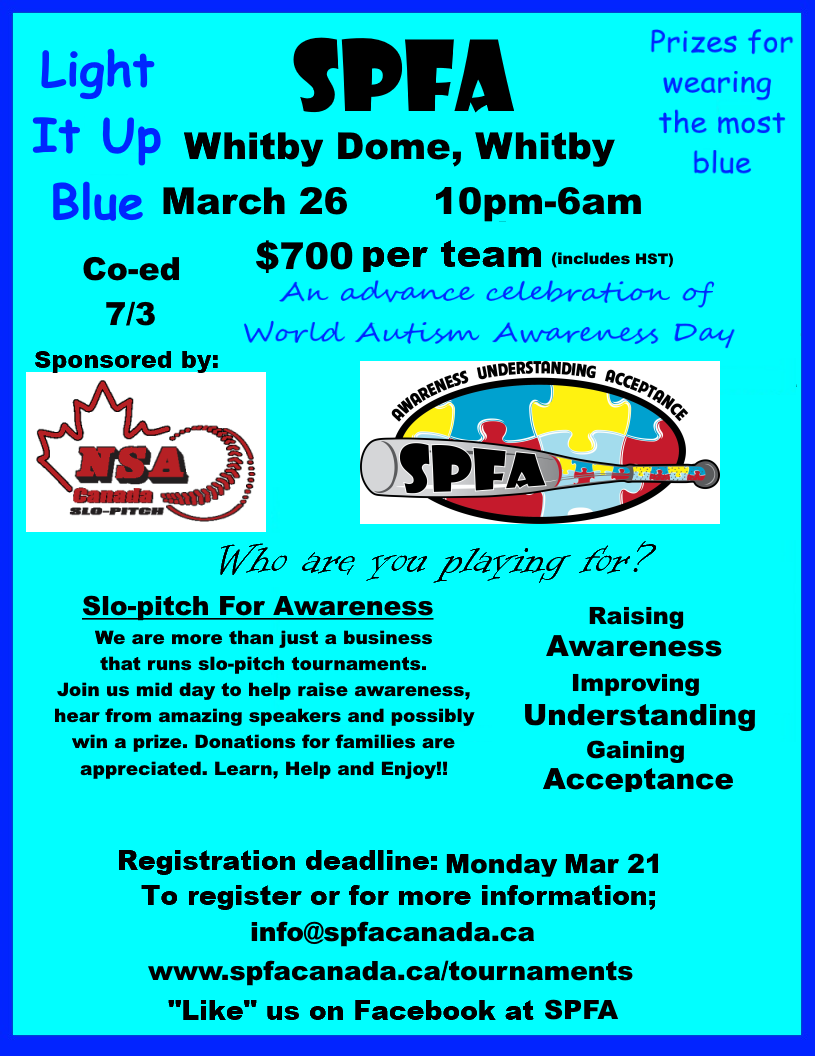 Light
It Up
Blue
SPFA
Prizes for
wearing
the most
blue
Whitby Dome, Whitby
March 26 10pm-6am
$700 per team (includes HST)
Co-ed
7/3
An advance celebration of
World Autism Awareness Day
Sponsored by:
NSA
Canada
SLO-PITCH
AWARENESS UNDERSTANDING ACCEPTANCE
SPFA
Who are you playing for?
Slo-pitch For Awareness
We are more than just a business
that runs slo-pitch tournaments.
Join us mid day to help raise awareness,
hear from amazing speakers and possibly
win a prize. Donations for families are
appreciated. Learn, Help and Enjoy!!
Raising
Awareness
Improving
Understanding
Gaining
Acceptance
Registration deadline: Monday Mar 21
To register or for more information;
info@spfacanada.ca
www.spfacanada.ca/tournaments
"Like" us on Facebook at SPFA